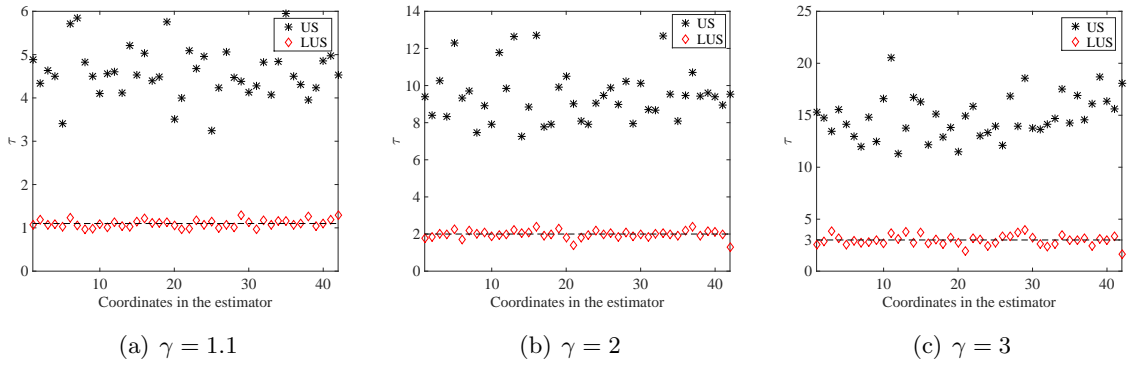 6
5
4
3
2
1
0
τ
10
20
30
40
Coordinates in the estimator
US
LUS
(a) γ = 1.1
14
12
10
8
6
4
2
0
τ
10
20
30
40
Coordinates in the estimator
US
LUS
(b) γ = 2
25
20
15
10
5
3
0
τ
10
20
30
40
Coordinates in the estimator
US
LUS
(c) γ = 3